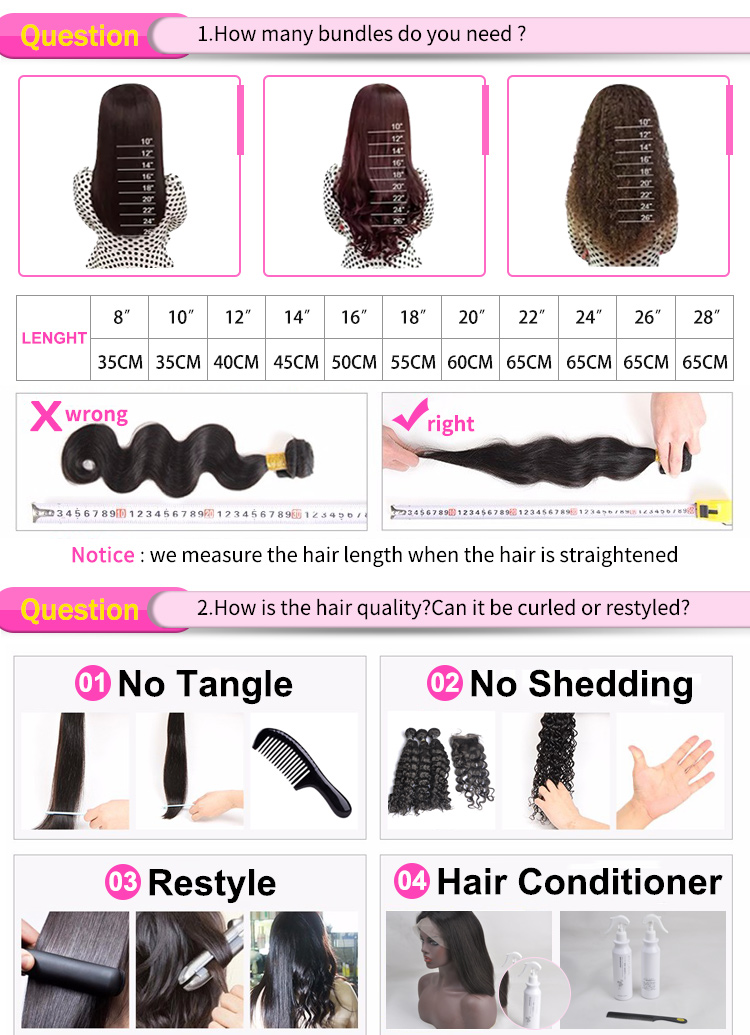 Question 1.How many bundles do you need ?
10" 10" 10"
12" 12" 12"
14" 14" 14"
16" 16" 16"
18" 18" 18"
20" 20" 20"
22" 22" 22"
24" 24" 24"
26" 26" 26"
LENGHT 8″ 10″ 12″ 14″ 16″ 18″ 20″ 22″ 24″ 26″ 28″
35CM 35CM 40CM 45CM 50CM 55CM 60CM 65CM 65CM 65CM 65CM
X wrong
right
Notice : we measure the hair length when the hair is straightened
Question 2.How is the hair quality?Can it be curled or restyled?
01 No Tangle
02 No Shedding
03 Restyle
04 Hair Conditioner